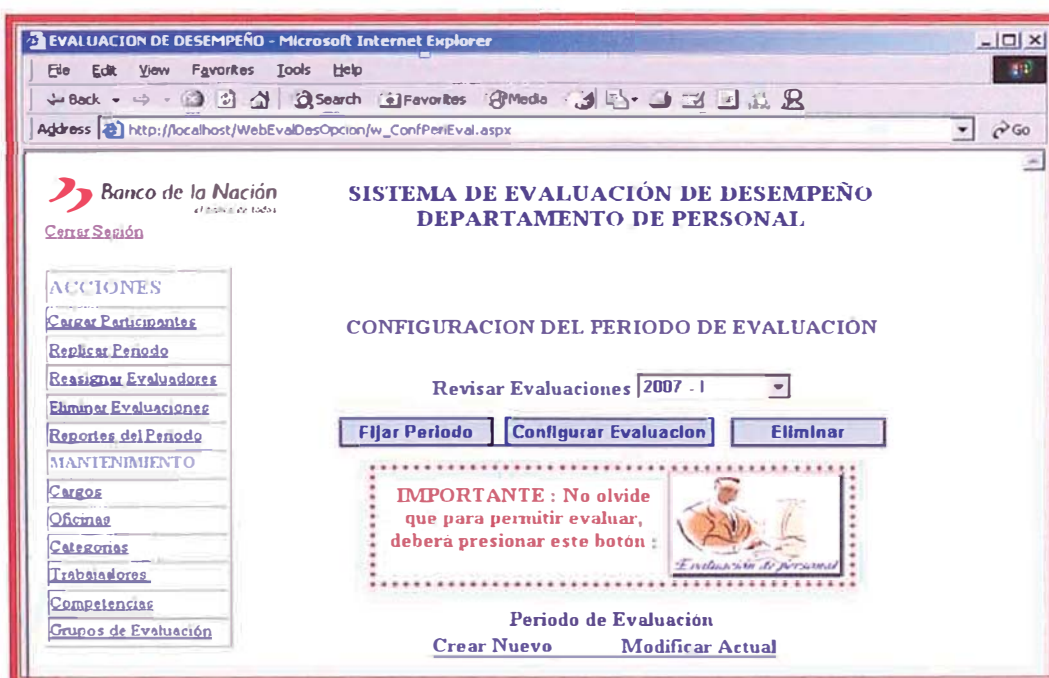 EVALUACION DE DESEMPEÑO - Microsoft Internet Explorer
File Edit View Favorites Tools Help
Back Search Favorites Media
Address http://localhost/WebEvalDesOpcion/w_ConfPeriEval.aspx Go
Banco de la Nación
el banco de todos
Cerrar Sesión
SISTEMA DE EVALUACIÓN DE DESEMPEÑO
DEPARTAMENTO DE PERSONAL
ACCIONES
Cargar Participantes
Replicar Periodo
Reasignar Evaluadores
Eliminar Evaluaciones
Reportes del Periodo
MANTENIMIENTO
Cargos
Oficinas
Categorias
Trabajadores
Competencias
Grupos de Evaluación
CONFIGURACION DEL PERIODO DE EVALUACIÓN
Revisar Evaluaciones 2007 - I
Fijar Periodo Configurar Evaluacion Eliminar
IMPORTANTE : No olvide
que para permitir evaluar,
deberá presionar este botón :
Evaluación de personal
Periodo de Evaluación
Crear Nuevo Modificar Actual